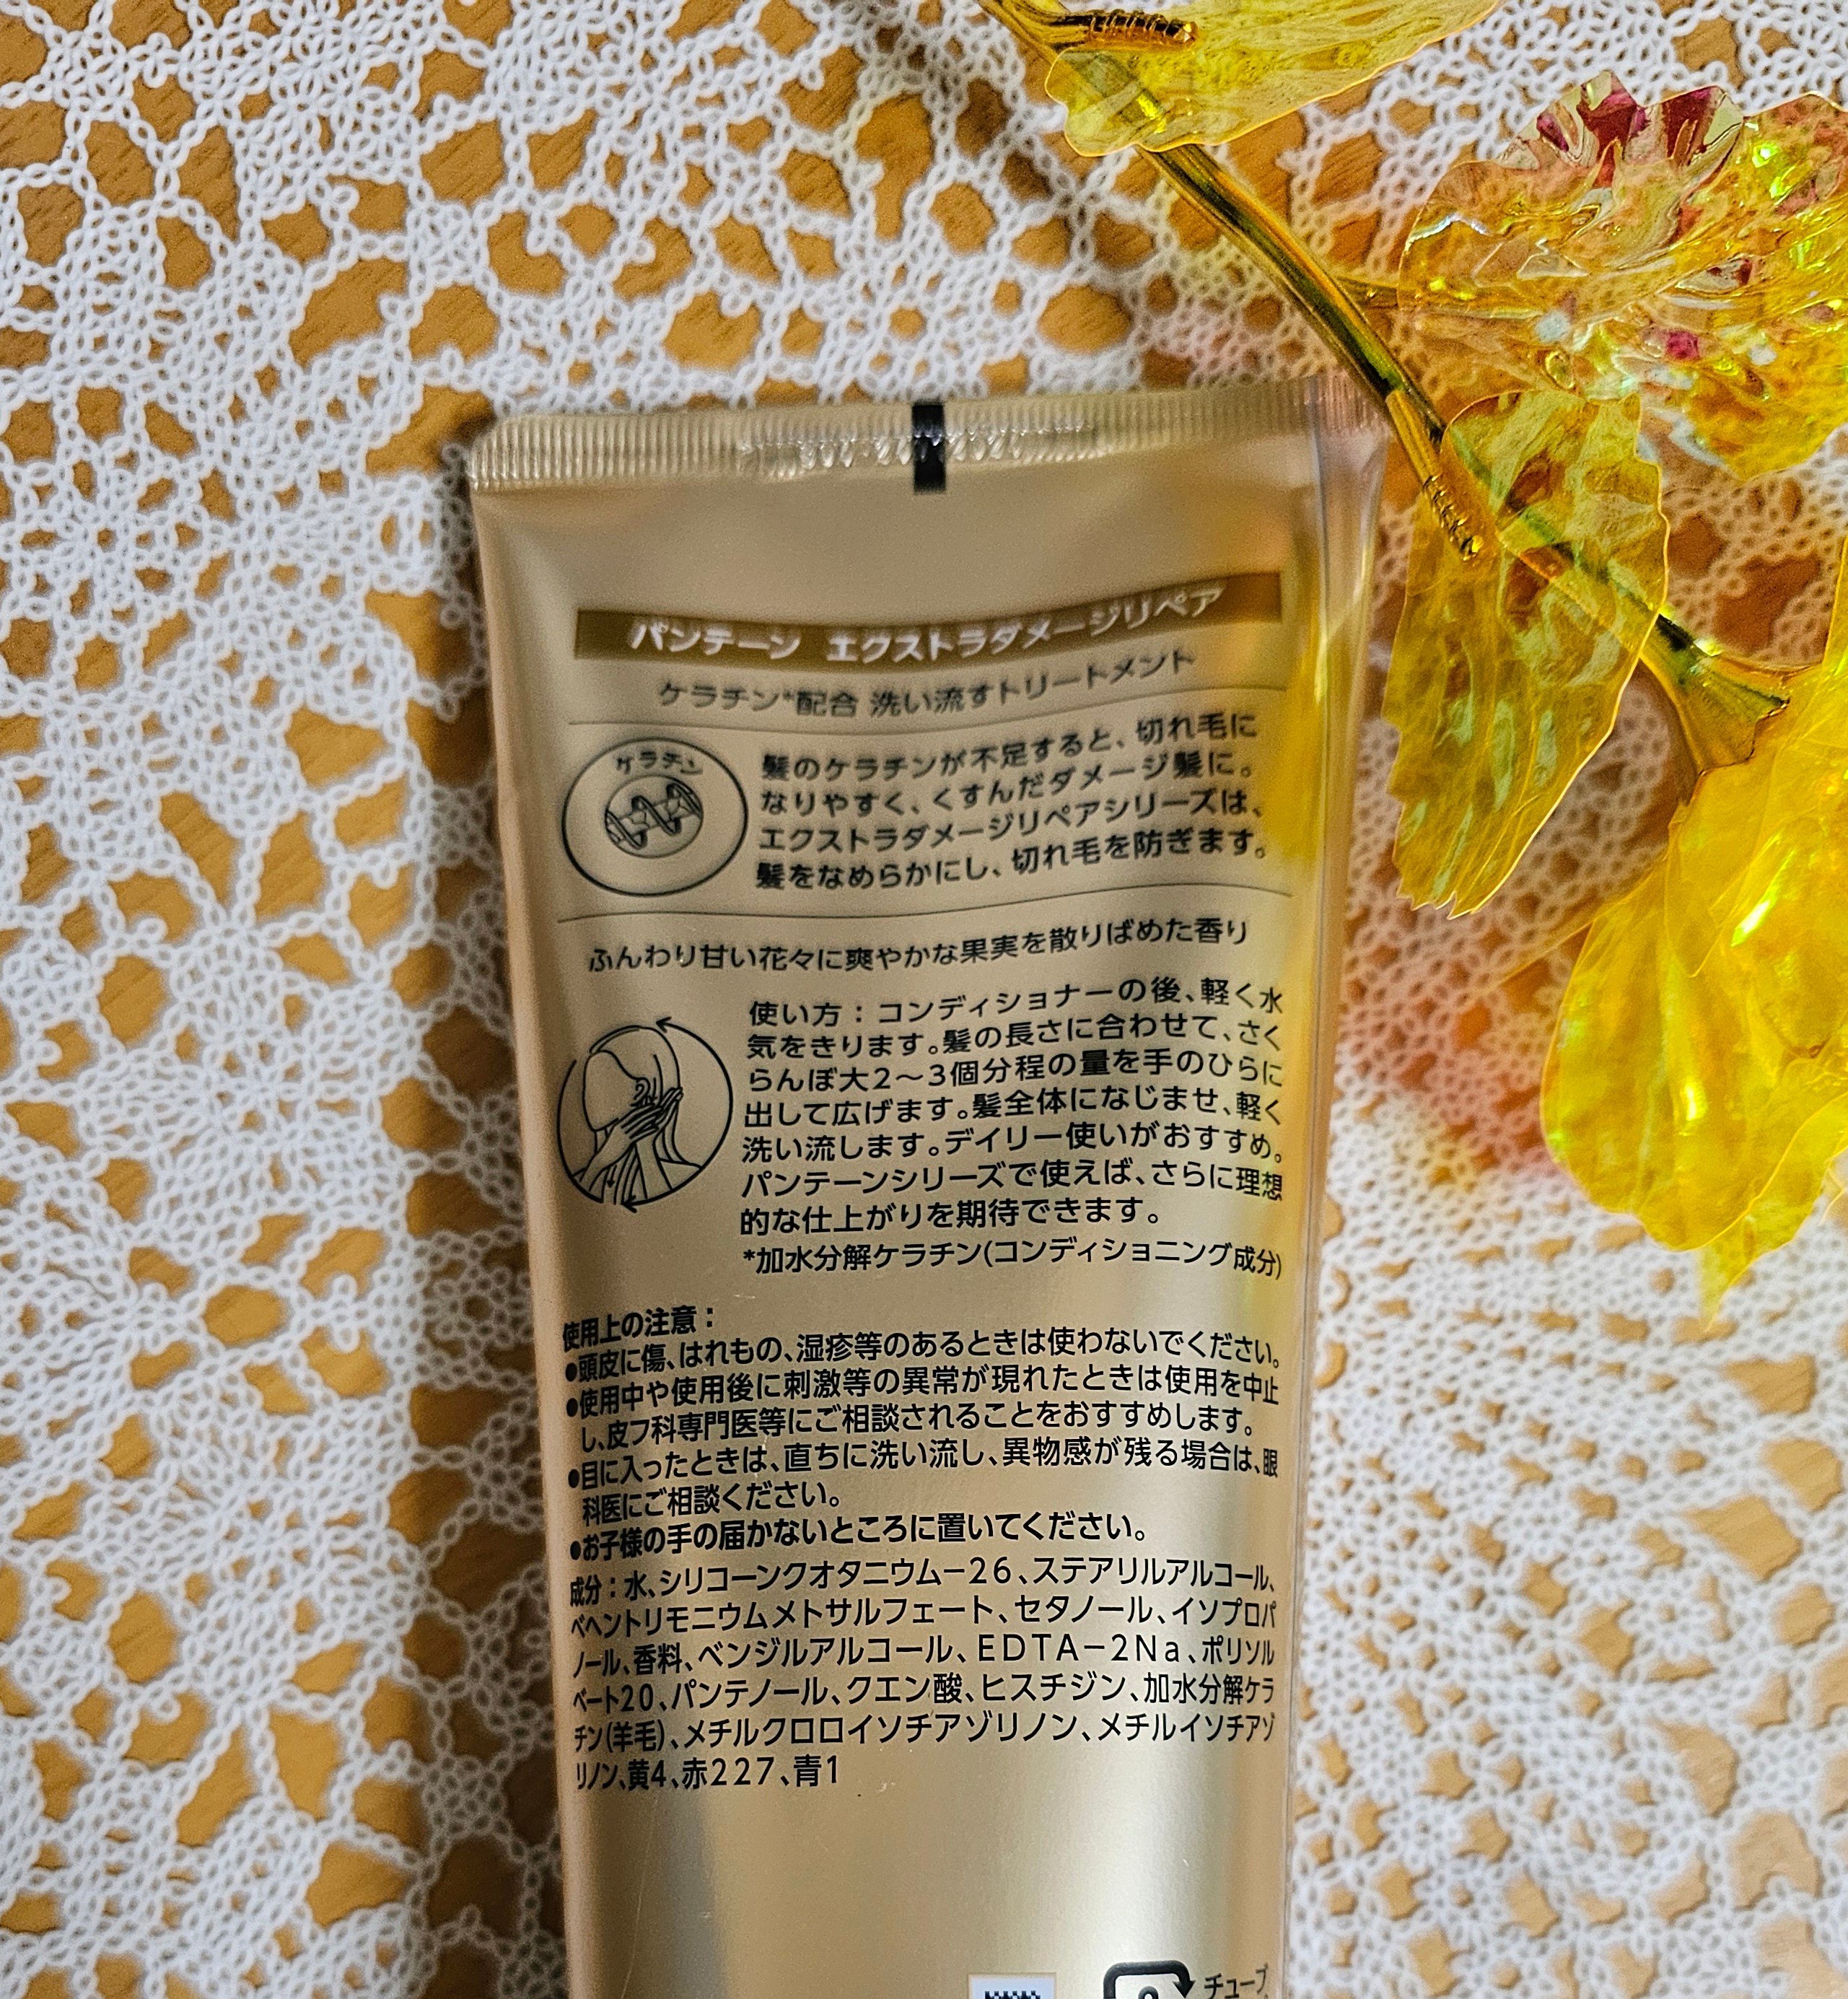 パンテーン エクストラダメージリペア
ケラチン*配合 洗い流すトリートメント
ケラチン
髪のケラチンが不足すると、切れ毛に
なりやすく、くすんだダメージ髪に。
エクストラダメージリペアシリーズは、
髪をなめらかにし、切れ毛を防ぎます。
ふんわり甘い花々に爽やかな果実を散りばめた香り
使い方：コンディショナーの後、軽く水
気をきります。髪の長さに合わせて、さく
らんぼ大2～3個分程の量を手のひらに
出して広げます。髪全体になじませ、軽く
洗い流します。デイリー使いがおすすめ。
パンテーンシリーズで使えば、さらに理想
的な仕上がりを期待できます。
*加水分解ケラチン(コンディショニング成分)
使用上の注意：
●頭皮に傷、はれもの、湿疹等のあるときは使わないでください。
●使用中や使用後に刺激等の異常が現れたときは使用を中止
し、皮フ科専門医等にご相談されることをおすすめします。
●目に入ったときは、直ちに洗い流し、異物感が残る場合は、眼
科医にご相談ください。
●お子様の手の届かないところに置いてください。
成分：水、シリコーンクオタニウム－26、ステアリルアルコール、
ベヘントリモニウムメトサルフェート、セタノール、イソプロパ
ノール、香料、ベンジルアルコール、EDTA－2Na、ポリソル
ベート20、パンテノール、クエン酸、ヒスチジン、加水分解ケラ
チン(羊毛)、メチルクロロイソチアゾリノン、メチルイソチアゾ
リノン、黄4、赤227、青1
チューブ